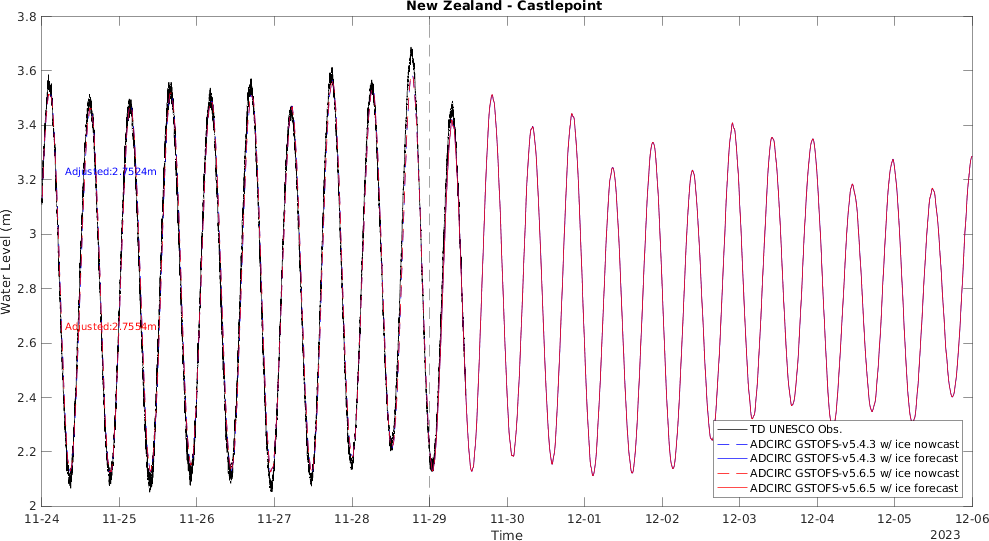 New Zealand - Castlepoint
3.8
3.6
3.4
3.2
3
2.8
2.6
2.4
2.2
2
Water Level (m)
Adjusted:2.7524m
Adjusted:2.7554m
TD UNESCO Obs.
ADCIRC GSTOFS-v5.4.3 w/ ice nowcast
ADCIRC GSTOFS-v5.4.3 w/ ice forecast
ADCIRC GSTOFS-v5.6.5 w/ ice nowcast
ADCIRC GSTOFS-v5.6.5 w/ ice forecast
11-24 11-25 11-26 11-27 11-28 11-29 11-30 12-01 12-02 12-03 12-04 12-05 12-06
Time
2023